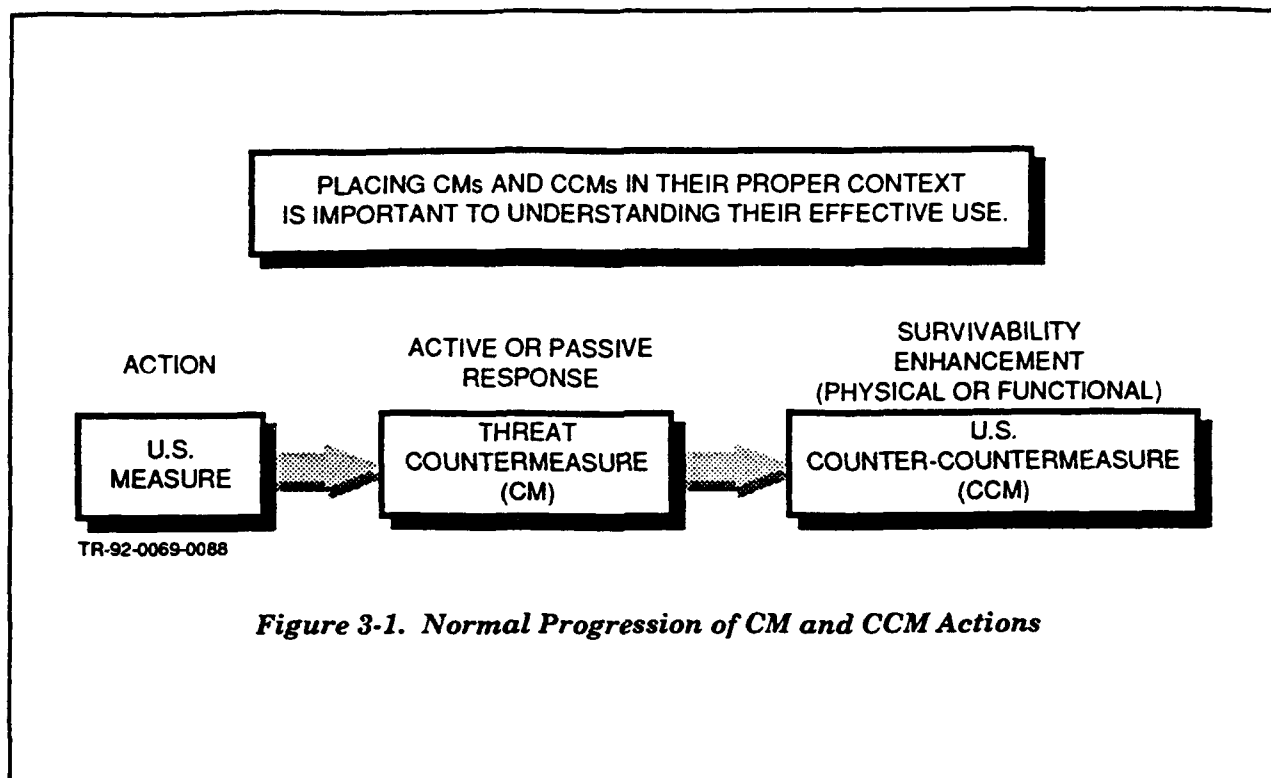 PLACING CMs AND CCMs IN THEIR PROPER CONTEXT
IS IMPORTANT TO UNDERSTANDING THEIR EFFECTIVE USE.
ACTION
U.S.
MEASURE
TR-92-0069-0088
ACTIVE OR PASSIVE
RESPONSE
THREAT
COUNTERMEASURE
(CM)
SURVIVABILITY
ENHANCEMENT
(PHYSICAL OR FUNCTIONAL)
U.S.
COUNTER-COUNTERMEASURE
(CCM)
Figure 3-1. Normal Progression of CM and CCM Actions